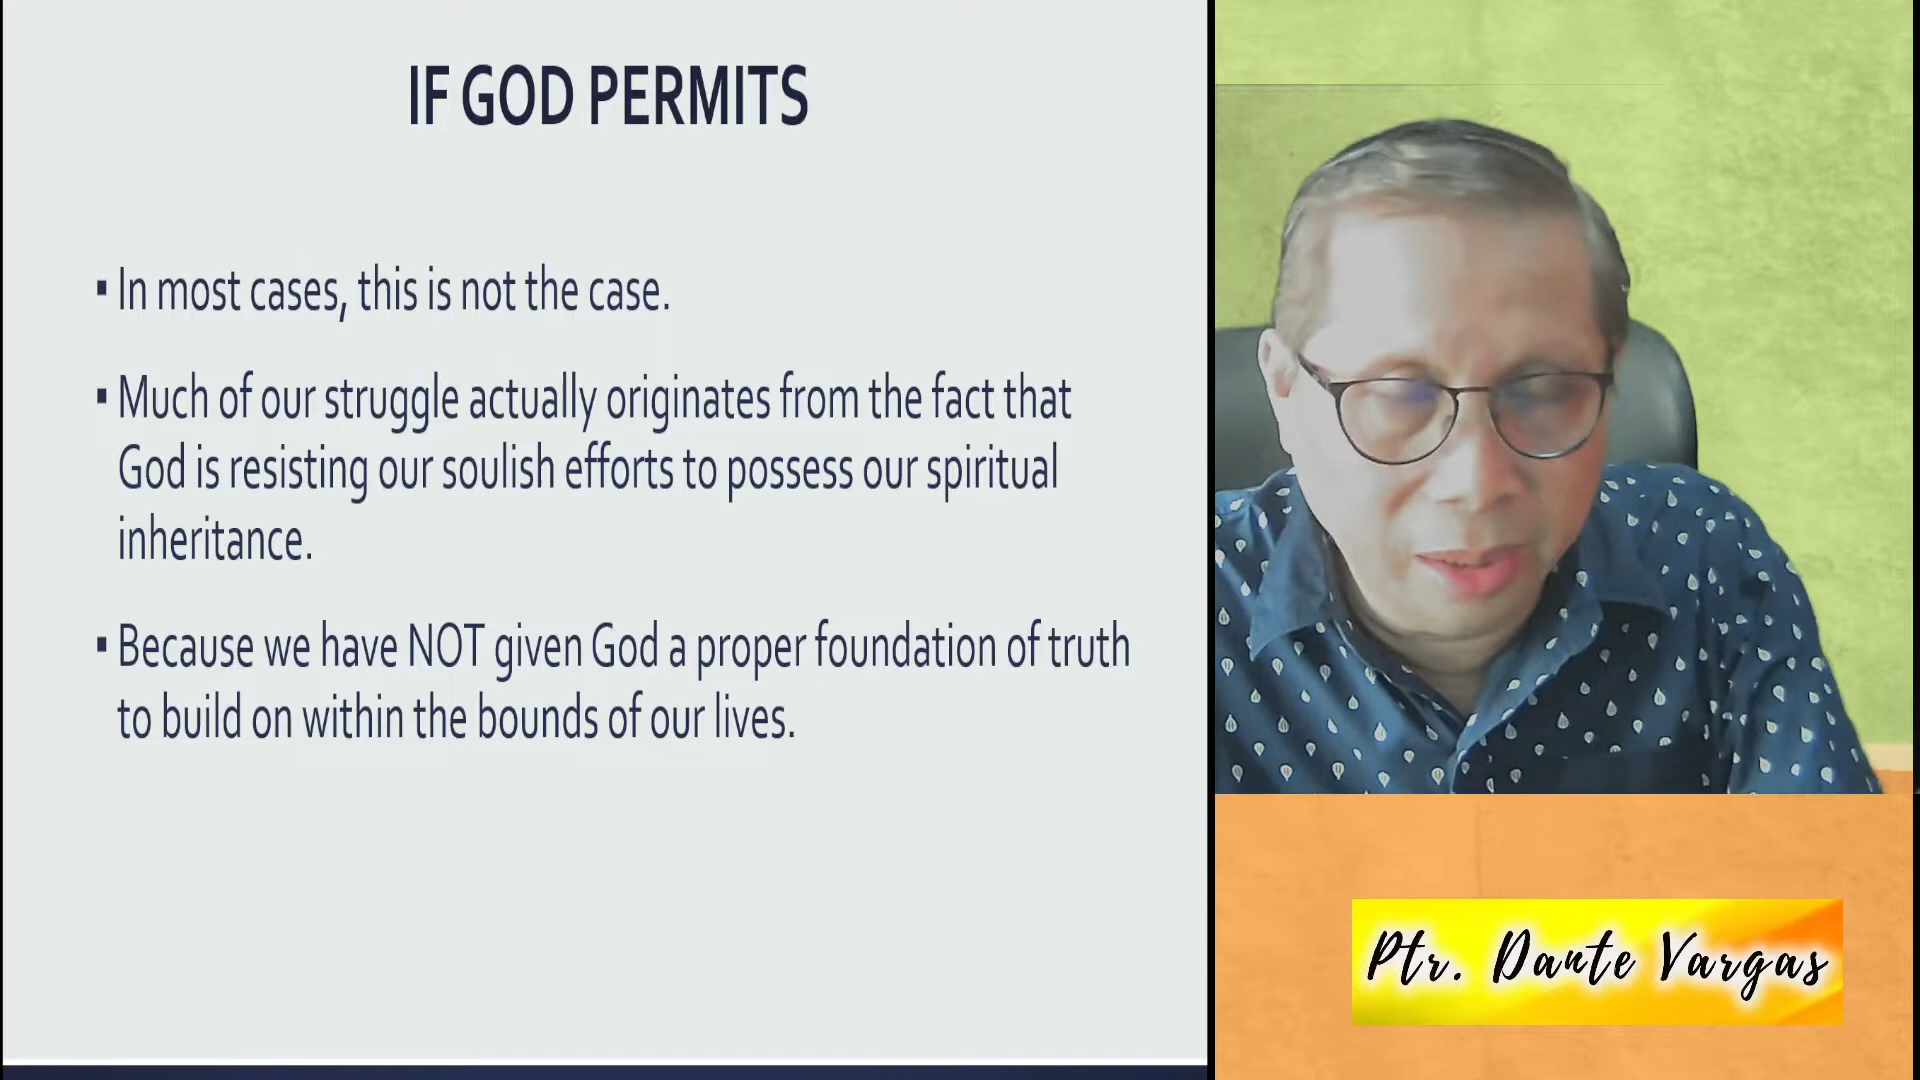 IF GOD PERMITS
▪ In most cases, this is not the case.
▪ Much of our struggle actually originates from the fact that
God is resisting our soulish efforts to possess our spiritual
inheritance.
▪ Because we have NOT given God a proper foundation of truth
to build on within the bounds of our lives.
Ptr. Dante Vargas